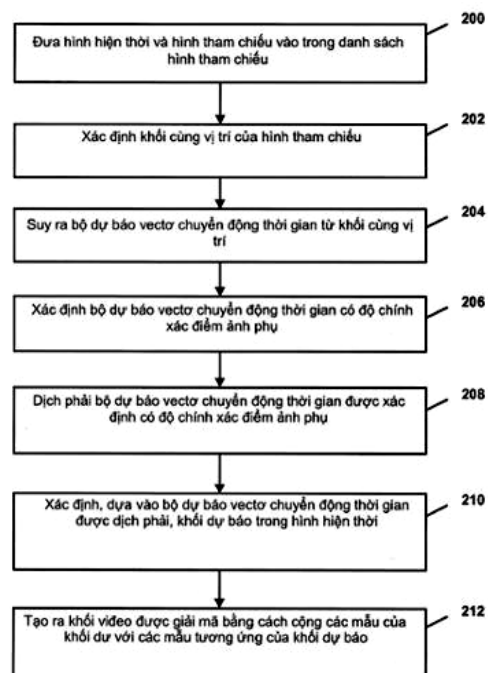 200
Đưa hình hiện thời và hình tham chiếu vào trong danh sách
hình tham chiếu
202
Xác định khối cùng vị trí của hình tham chiếu
204
Suy ra bộ dự báo vectơ chuyển động thời gian từ khối cùng vị
trí
206
Xác định bộ dự báo vectơ chuyển động thời gian có độ chính
xác điểm ảnh phụ
208
Dịch phải bộ dự báo vectơ chuyển động thời gian được xác
định có độ chính xác điểm ảnh phụ
210
Xác định, dựa vào bộ dự báo vectơ chuyển động thời gian
được dịch phải, khối dự báo trong hình hiện thời
212
Tạo ra khối viđeo được giải mã bằng cách cộng các mẫu của
khối dư với các mẫu tương ứng của khối dự báo